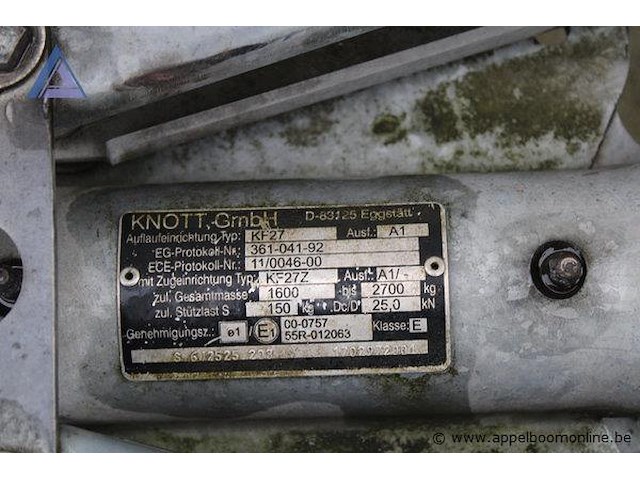 KNOTT GmbH D-83125 Eggstätt
Auflaufeinrichtung Typ: KF27 Ausf.: A1
EG-Protokoll-Nr. 361-041-92
ECE-Protokoll-Nr. 11/0046-00
mit Zugeinrichtung Typ: KF27Z Ausf.: A1/-
zul. Gesamtmasse 1600 bis 2700 kg
zul. Stützlast S 150 kg Dc/D 25,0 kN
Genehmigungsz.: e1 E1 00-0757 Klasse: E
55R-012063
© www.appelboomonline.be